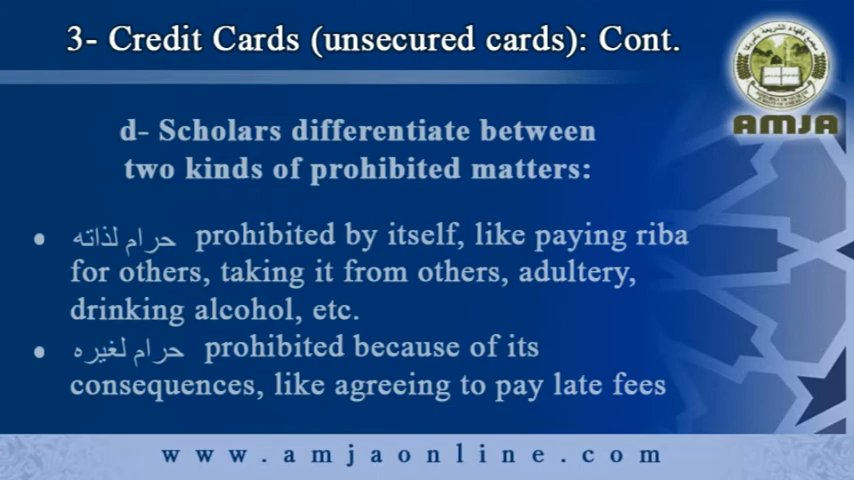 3- Credit Cards (unsecured cards): Cont.
AMJA
d- Scholars differentiate between
two kinds of prohibited matters:
• حرام لذاته prohibited by itself, like paying riba
for others, taking it from others, adultery,
drinking alcohol, etc.
• حرام لغيره prohibited because of its
consequences, like agreeing to pay late fees
www.amjaonline.com